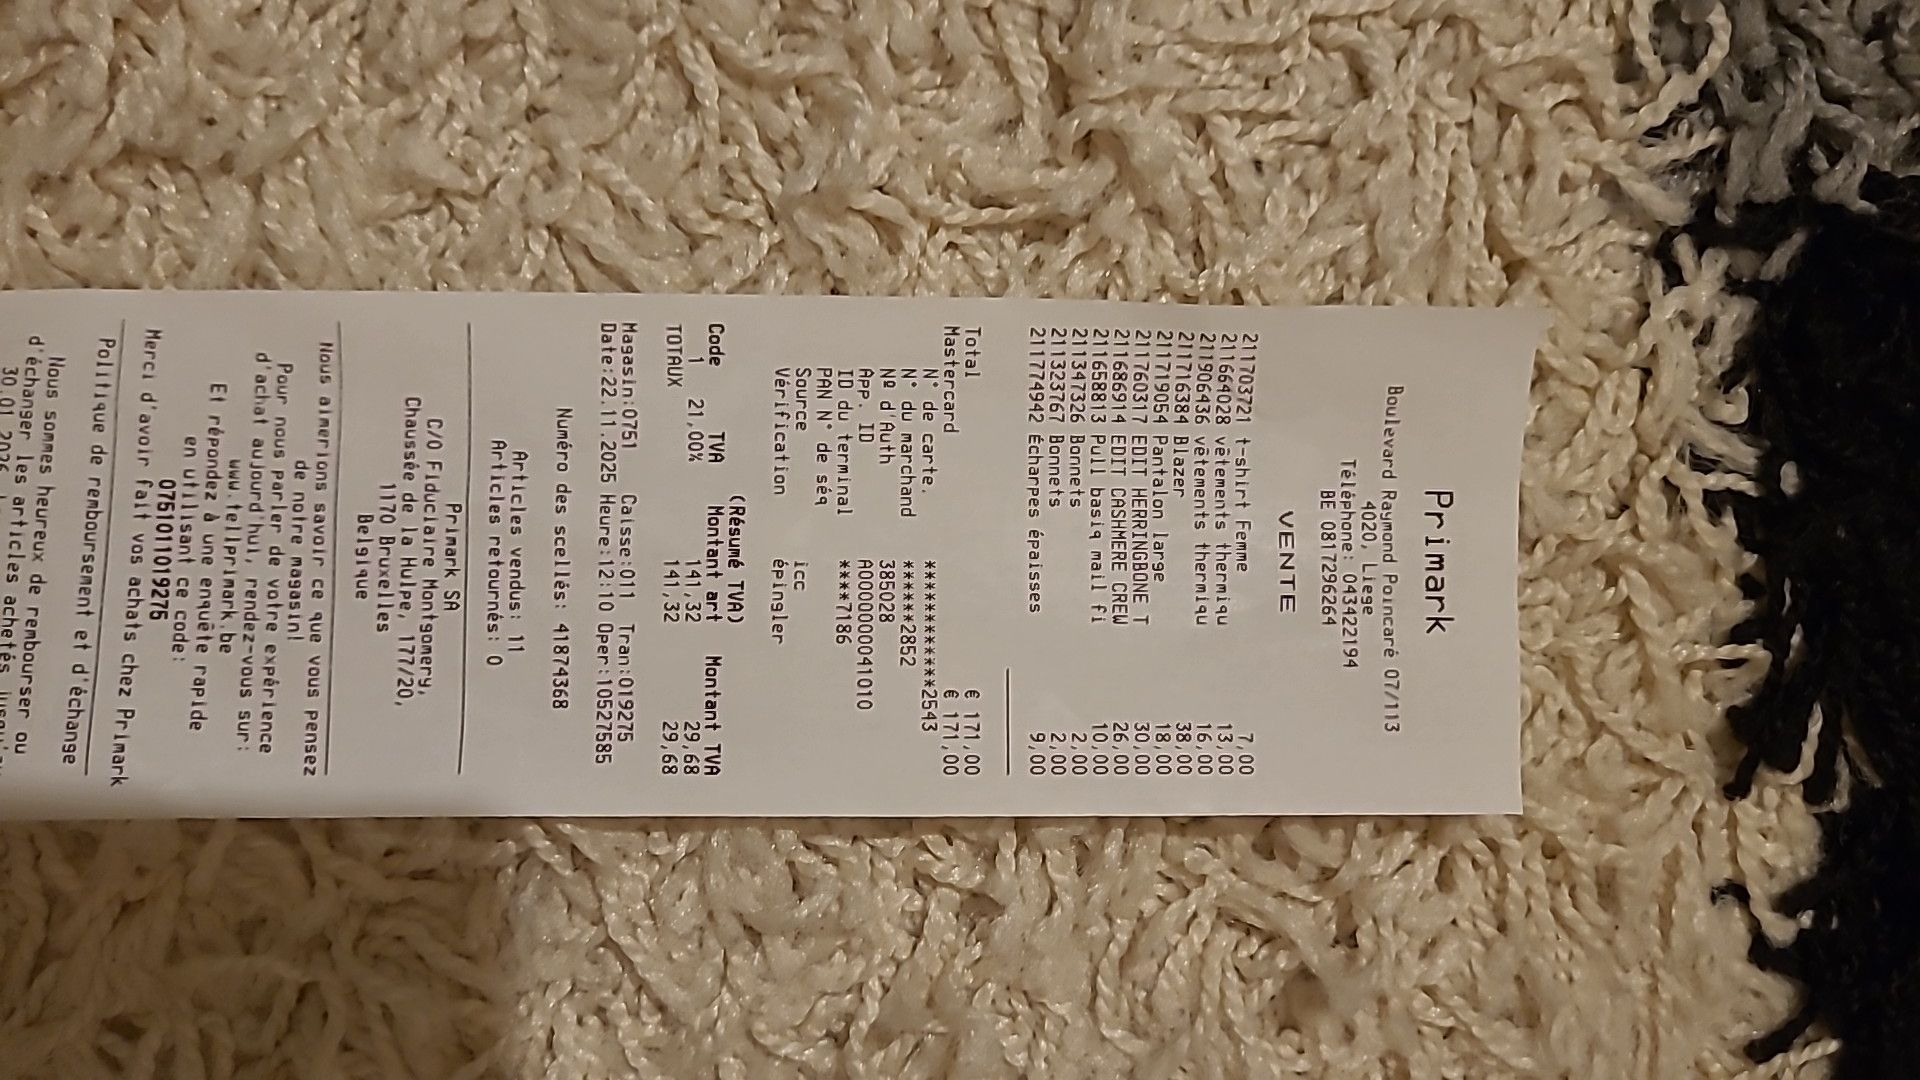 Primark
Boulevard Raymond Poincaré 07/113
4020, Liege
Téléphone: 043422194
BE 0817296264
VENTE
211703721 t-shirt Femme 7,00
211664028 vêtements thermiqu 13,00
211906436 vêtements thermiqu 16,00
211716384 Blazer 38,00
211719054 Pantalon large 18,00
211760317 EDIT HERRINGBONE T 30,00
211686914 EDIT CASHMERE CREW 26,00
211658813 Pull basiq mail fi 10,00
211347326 Bonnets 2,00
211323767 Bonnets 2,00
211774942 Écharpes épaisses 9,00
Total € 171,00
Mastercard € 171,00
N° de carte. ************2543
N° du marchand ******2852
Nº d'Auth 385028
App. ID A0000000041010
ID du terminal ****7186
PAN N° de séq
Source icc
Vérification épingler
(Résumé TVA)
Code TVA Montant art Montant TVA
1 21,00% 141,32 29,68
TOTAUX 141,32 29,68
Magasin:0751 Caisse:011 Tran:019275
Date:22.11.2025 Heure:12:10 Oper:10527585
Numéro des scellés: 41874368
Articles vendus: 11
Articles retournés: 0
Primark SA
C/O Fiduciaire Montgomery,
Chaussée de la Hulpe, 177/20,
1170 Bruxelles
Belgique
Nous aimerions savoir ce que vous pensez
de notre magasin!
Pour nous parler de votre expérience
d'achat aujourd'hui, rendez-vous sur:
www.tellprimark.be
Et répondez à une enquête rapide
en utilisant ce code:
0751011019275
Merci d'avoir fait vos achats chez Primark
Politique de remboursement et d'échange
Nous sommes heureux de rembourser ou
d'échanger les articles achetés jusqu'au
30.01.2026